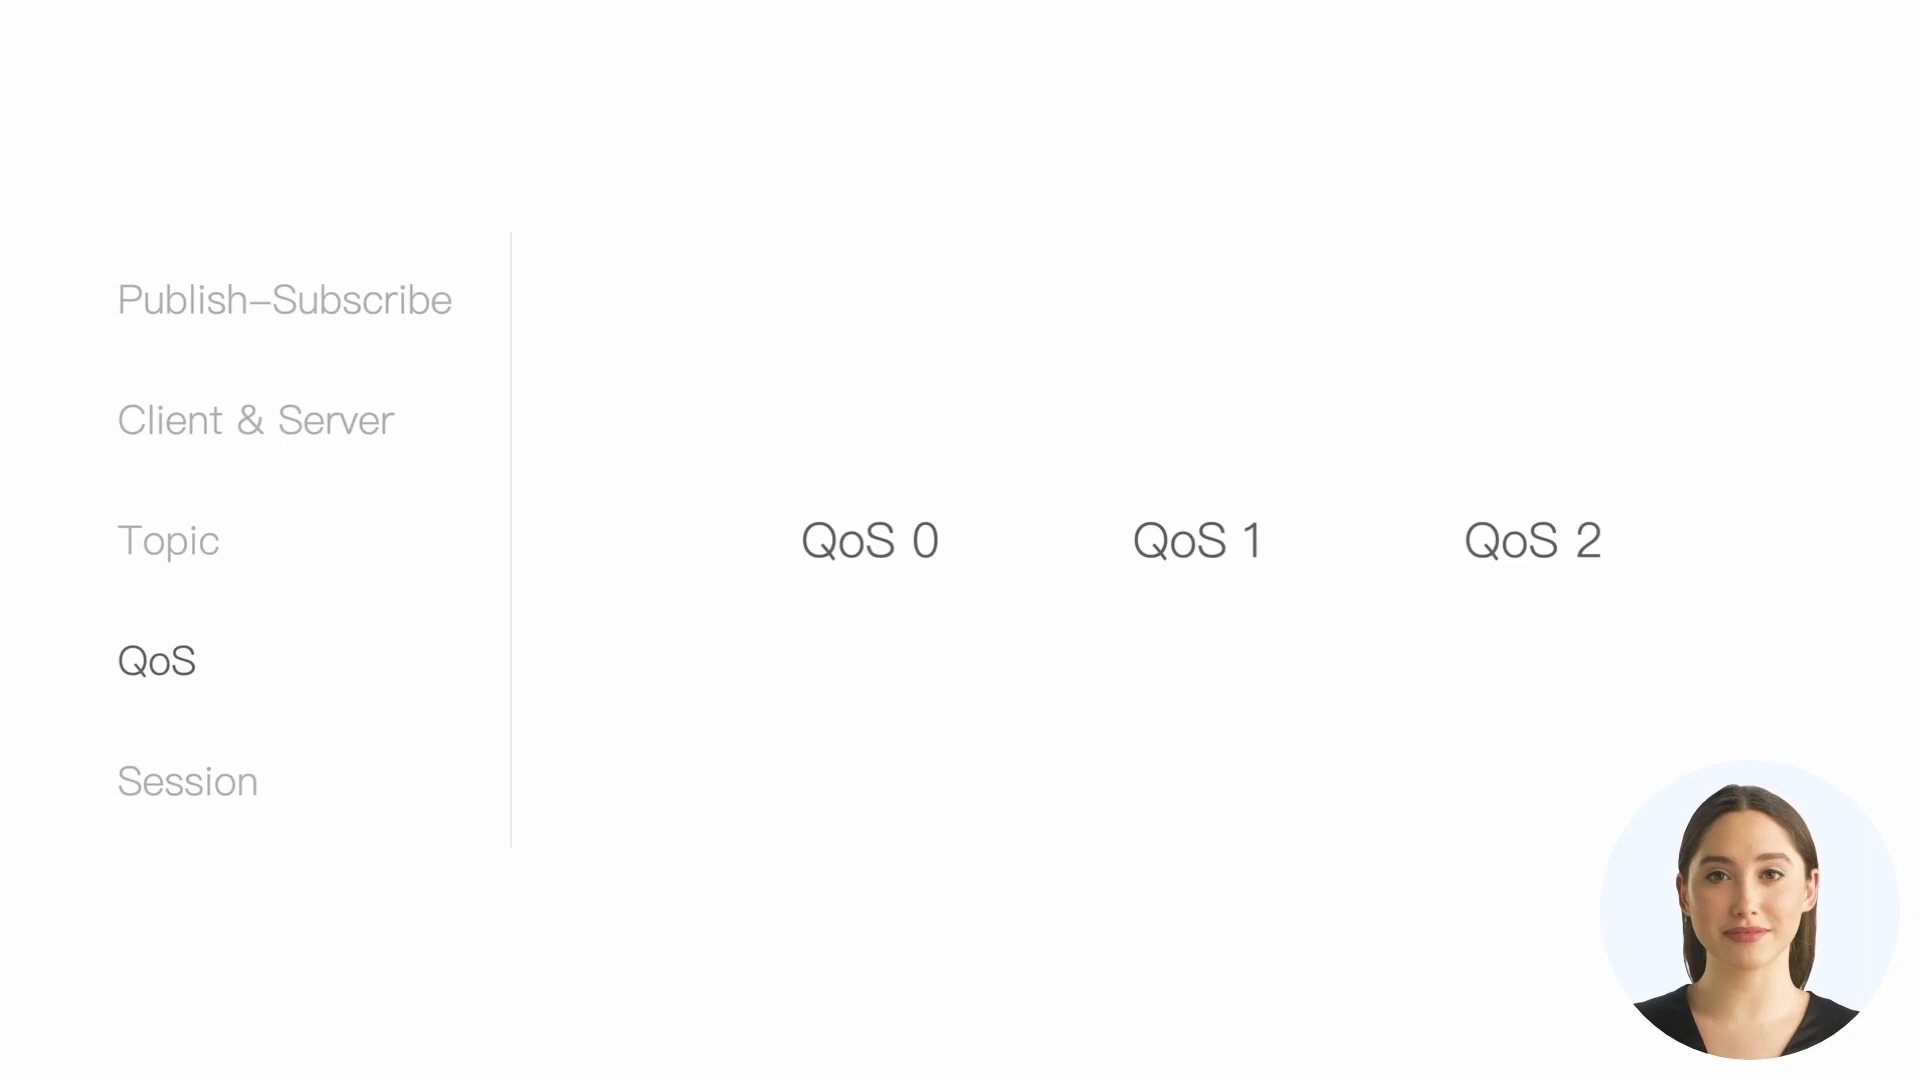 Publish–Subscribe
Client & Server
Topic
QoS
Session
QoS 0 QoS 1 QoS 2